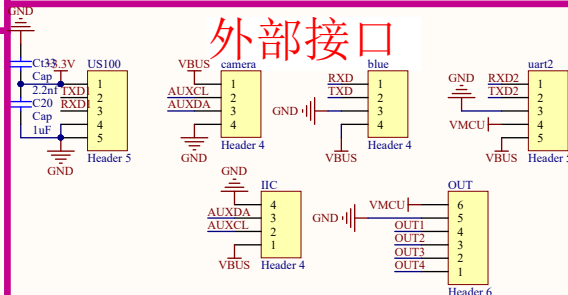 外部接口
GND
Ct33
3.3V
Cap
2.2nf
C20
Cap
1uF
US100
TXD1
RXD1
1
2
3
4
5
GND
Header 5
VBUS
camera
AUXCL
AUXDA
1
2
3
4
GND
Header 4
blue
RXD
TXD
GND
1
2
3
4
VBUS
Header 4
uart2
GND
RXD2
TXD2
VMCU
1
2
3
4
5
VBUS
Header 5
GND
IIC
AUXDA
AUXCL
4
3
2
1
VBUS
Header 4
OUT
VMCU
GND
OUT1
OUT2
OUT3
OUT4
6
5
4
3
2
1
Header 6